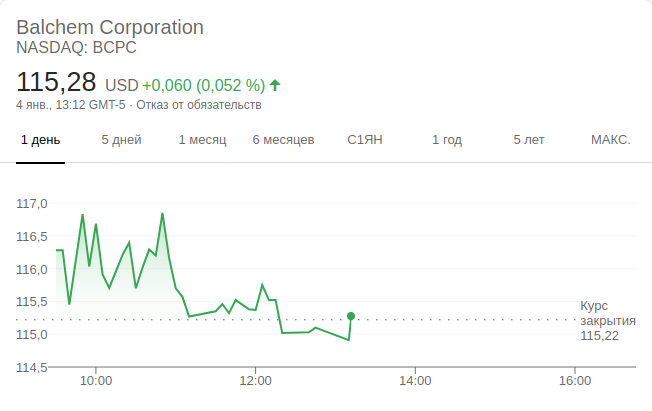 Balchem Corporation
NASDAQ: BCPC
115,28 USD +0,060 (0,052 %)
4 янв., 13:12 GMT-5 · Отказ от обязательств
1 день 5 дней 1 месяц 6 месяцев С1ЯН 1 год 5 лет МАКС.
117,0
116,5
116,0
115,5
115,0
114,5
Курс
закрытия
115,22
10:00 12:00 14:00 16:00